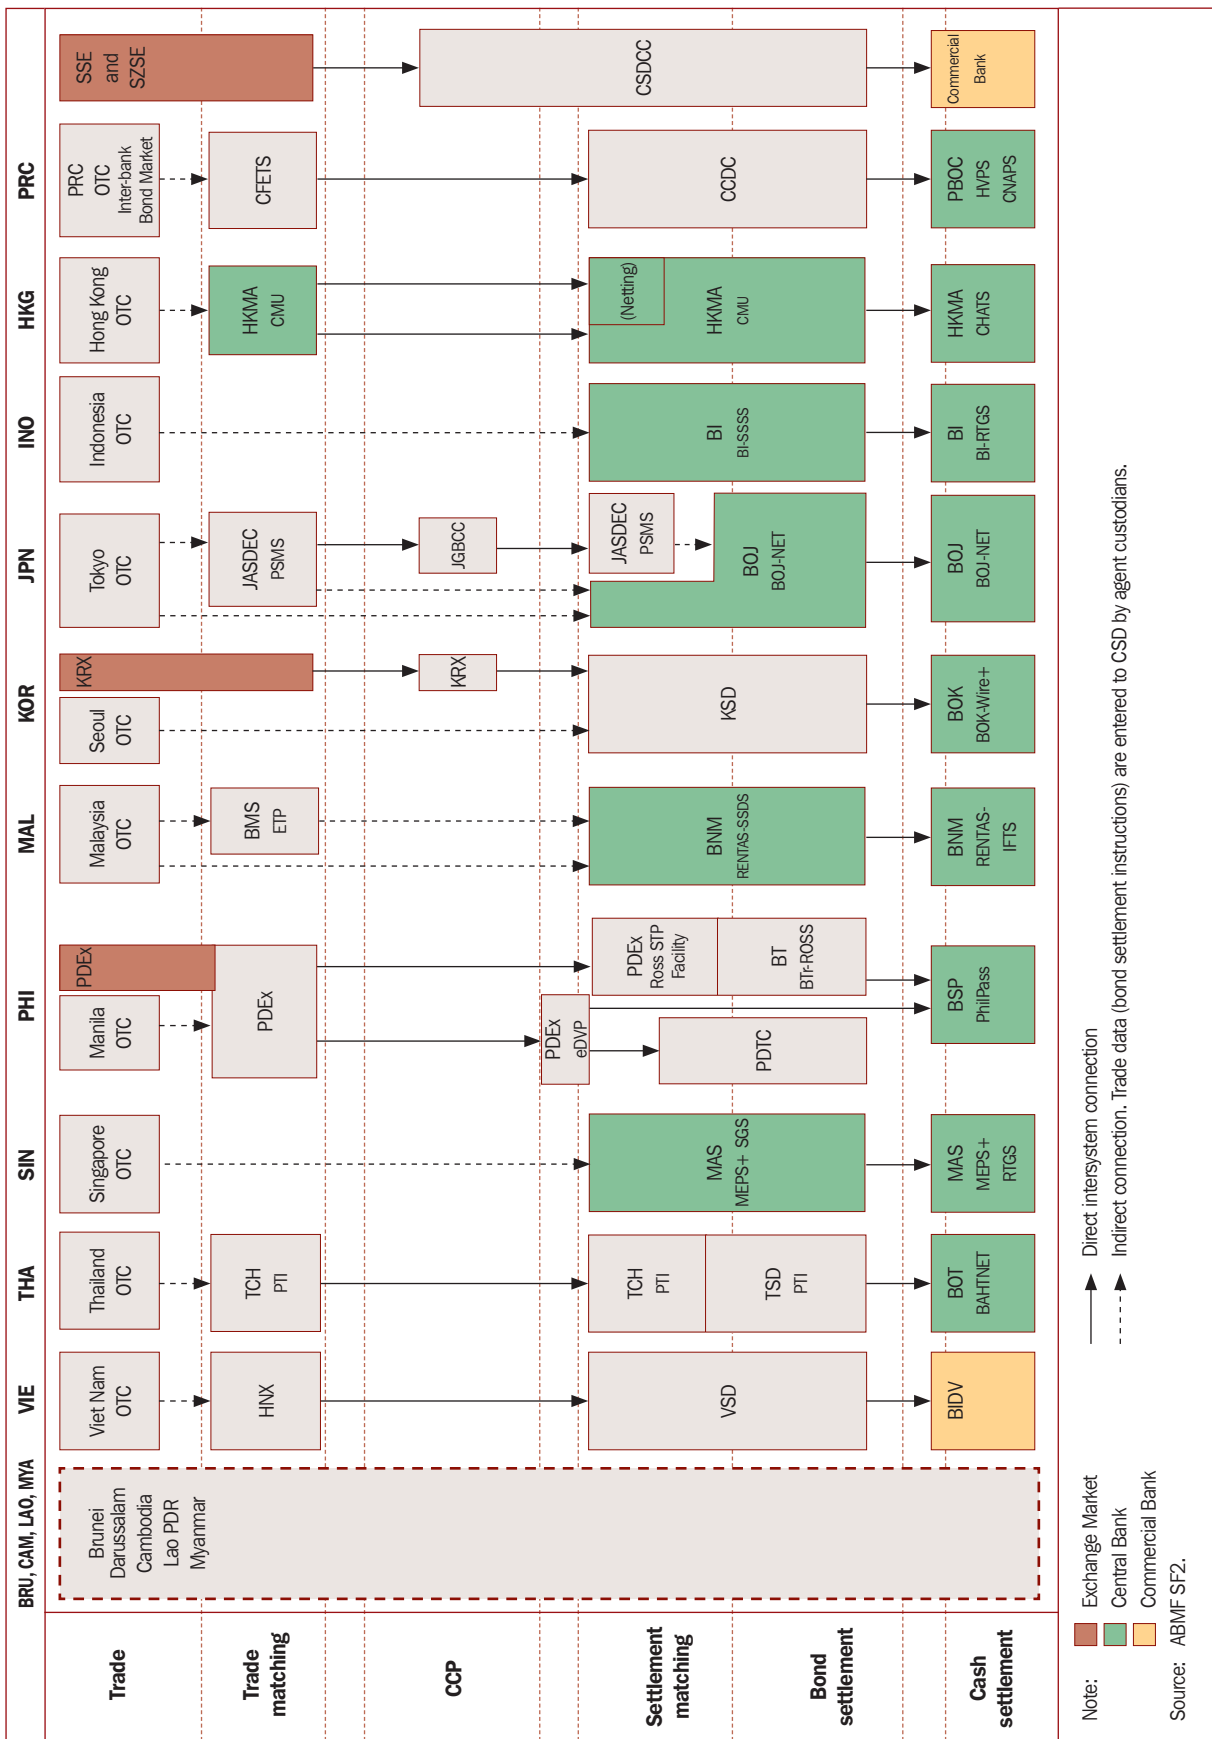 BRU, CAM, LAO, MYA
VIE
THA
SIN
PHI
MAL
KOR
JPN
INO
HKG
PRC
Trade
Brunei
Darussalam
Cambodia
Lao PDR
Myanmar
Viet Nam
OTC
Thailand
OTC
Singapore
OTC
Manila
OTC
PDEx
Malaysia
OTC
Seoul
OTC
KRX
Tokyo
OTC
Indonesia
OTC
Hong Kong
OTC
PRC
OTC
Inter-bank
Bond Market
SSE
and
SZSE
Trade
matching
HNX
TCH
PTI
PDEx
BMS
ETP
JASDEC
PSMS
HKMA
CMU
CFETS
CCP
KRX
JGBCC
CSDCC
PDEx
eDVP
Settlement
matching
TCH
PTI
PDEx
Ross STP
Facility
JASDEC
PSMS
(Netting)
Bond
settlement
VSD
TSD
PTI
MAS
MEPS+ SGS
PDTC
BT
BTr-ROSS
BNM
RENTAS-SSDS
KSD
BOJ
BOJ-NET
BI
BI-SSSS
HKMA
CMU
CCDC
Cash
settlement
BIDV
BOT
BAHTNET
MAS
MEPS+
RTGS
BSP
PhilPass
BNM
RENTAS-
IFTS
BOK
BOK-Wire+
BOJ
BOJ-NET
BI
BI-RTGS
HKMA
CHATS
PBOC
HVPS
CNAPS
Commercial
Bank
Note:
Exchange Market
Central Bank
Commercial Bank
Direct intersystem connection
Indirect connection. Trade data (bond settlement instructions) are entered to CSD by agent custodians.
Source: ABMF SF2.